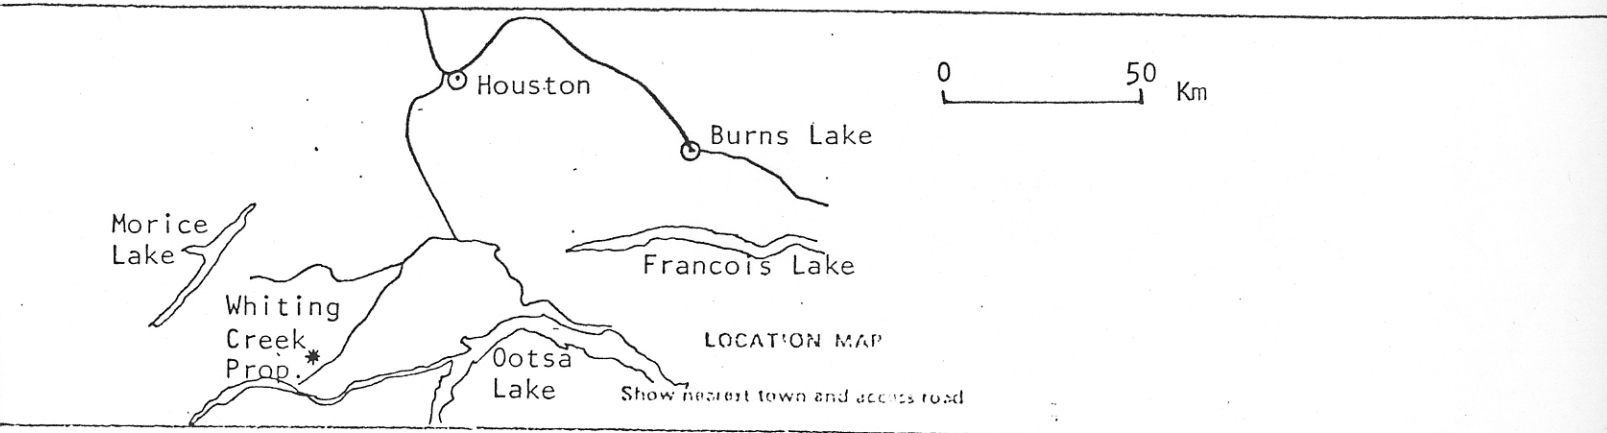 Houston
0 50 Km
Burns Lake
Morice
Lake
Francois Lake
Whiting
Creek
Prop.
Ootsa
Lake
LOCATION MAP
Show nearest town and access road